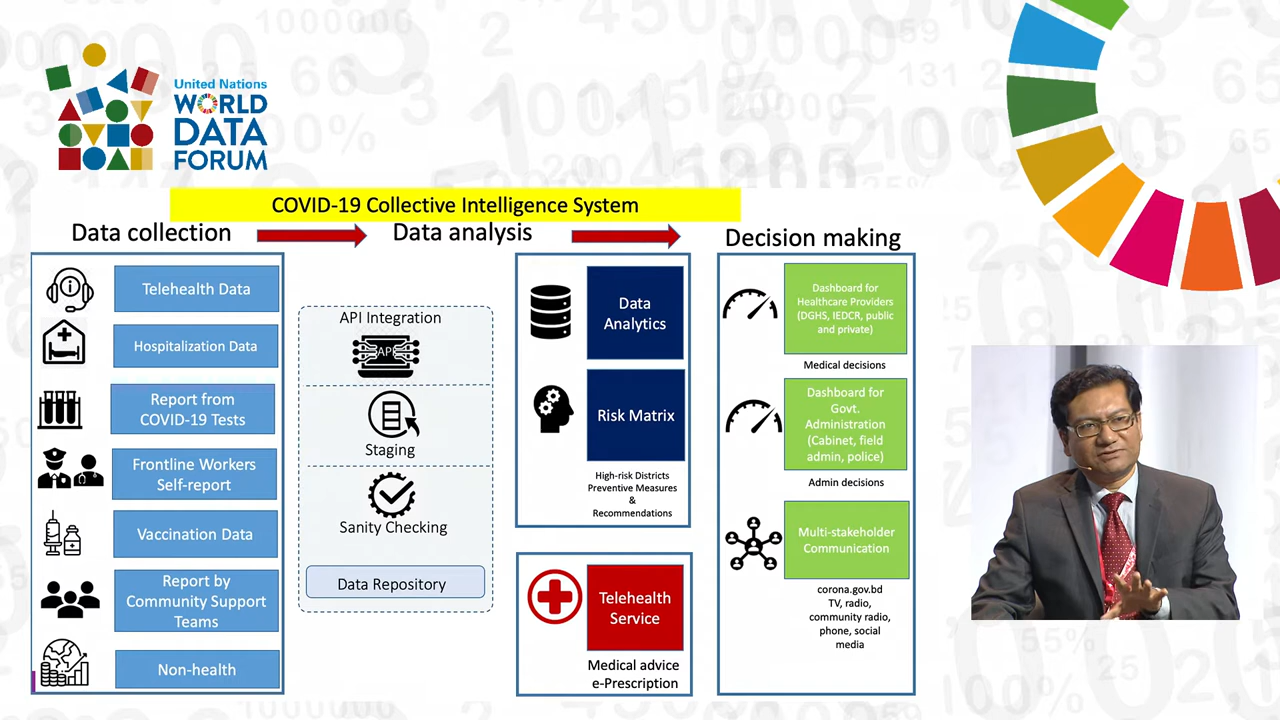 United Nations
WORLD
DATA
FORUM
COVID-19 Collective Intelligence System
Data collection
Data analysis
Decision making
Telehealth Data
Hospitalization Data
Report from
COVID-19 Tests
Frontline Workers
Self-report
Vaccination Data
Report by
Community Support
Teams
Non-health
API Integration
API
Staging
Sanity Checking
Data Repository
Data
Analytics
Risk Matrix
High-risk Districts
Preventive Measures
&
Recommendations
Telehealth
Service
Medical advice
e-Prescription
Dashboard for
Healthcare Providers
(DGHS, IEDCR, public
and private)
Medical decisions
Dashboard for
Govt.
Administration
(Cabinet, field
admin, police)
Admin decisions
Multi-stakeholder
Communication
corona.gov.bd
TV, radio,
community radio,
phone, social
media